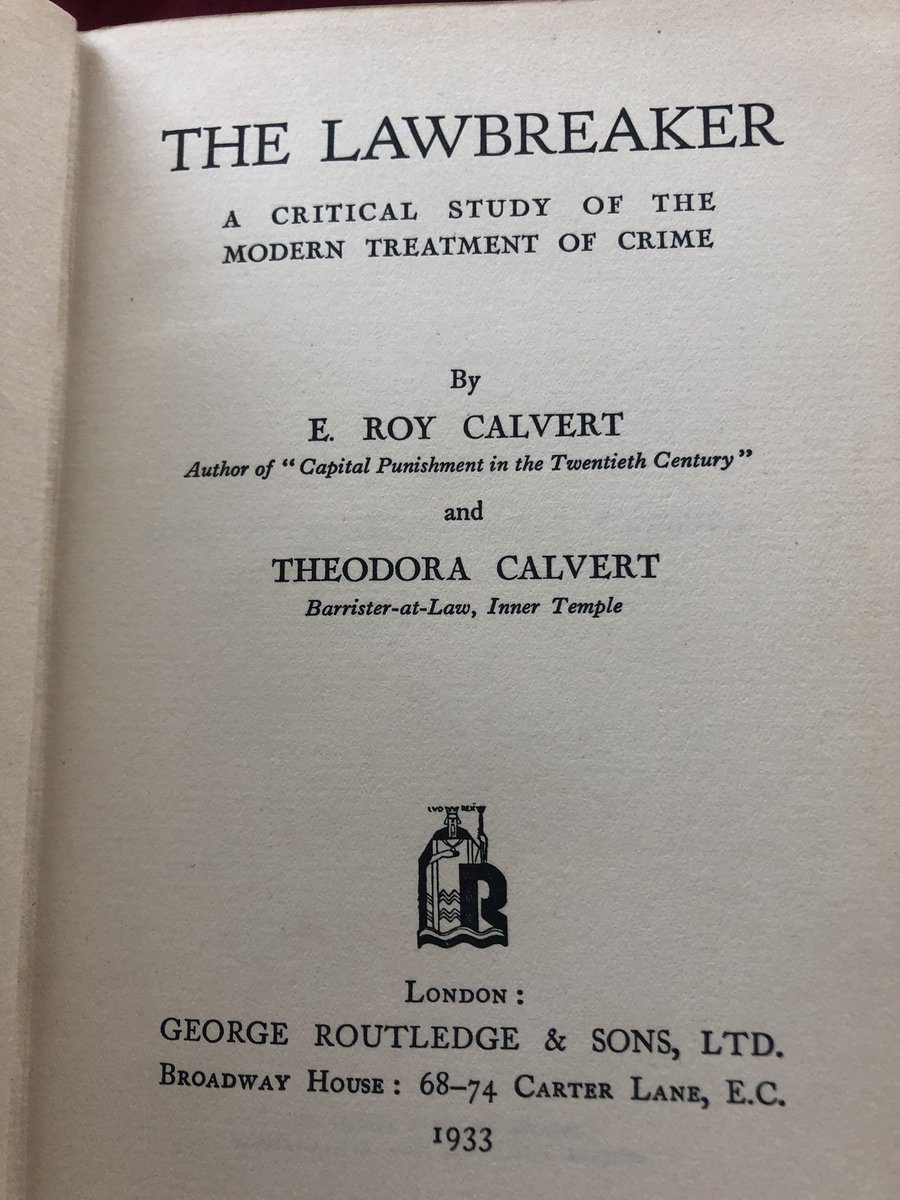 THE LAWBREAKER
A CRITICAL STUDY OF THE
MODERN TREATMENT OF CRIME
By
E. ROY CALVERT
Author of “Capital Punishment in the Twentieth Century”
and
THEODORA CALVERT
Barrister-at-Law, Inner Temple
LVD REX
R
London:
GEORGE ROUTLEDGE & SONS, LTD.
Broadway House: 68–74 Carter Lane, E.C.
1933